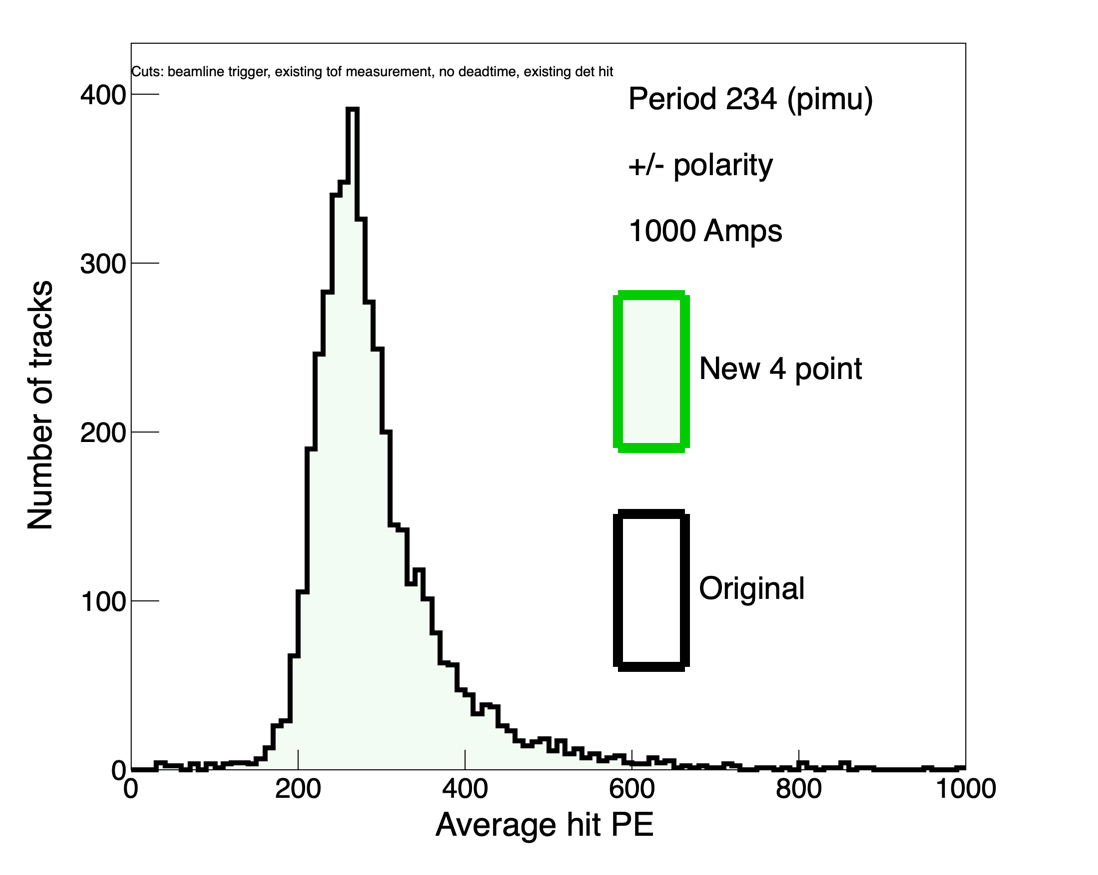 Cuts: beamline trigger, existing tof measurement, no deadtime, existing det hit
Period 234 (pimu)
+/- polarity
1000 Amps
New 4 point
Original
Number of tracks
400
300
200
100
0
0 200 400 600 800 1000
Average hit PE